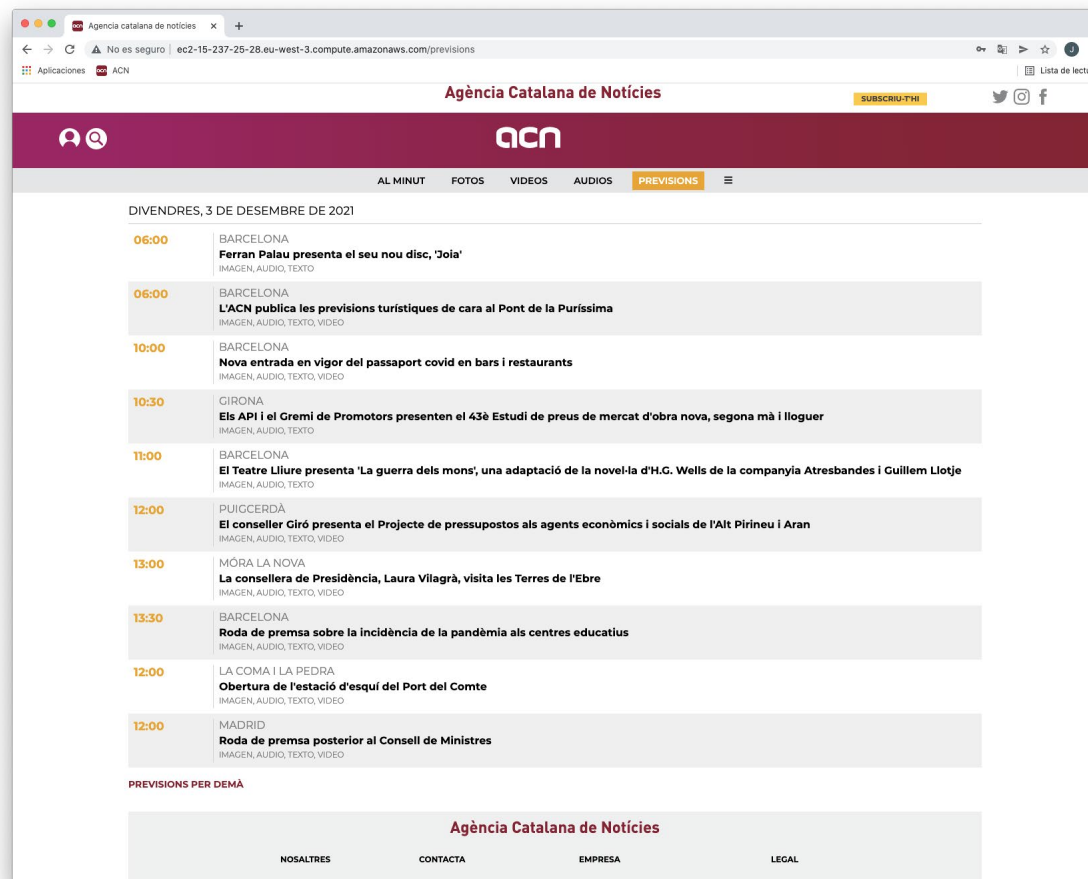 Agencia catalana de notícies
No es seguro | ec2-15-237-25-28.eu-west-3.compute.amazonaws.com/previsions
Aplicaciones ACN Lista de lectu
Agència Catalana de Notícies
SUBSCRIU-T'HI
acn
AL MINUT FOTOS VIDEOS AUDIOS PREVISIONS
DIVENDRES, 3 DE DESEMBRE DE 2021
06:00 BARCELONA
Ferran Palau presenta el seu nou disc, 'Joia'
IMAGEN, AUDIO, TEXTO
06:00 BARCELONA
L'ACN publica les previsions turístiques de cara al Pont de la Puríssima
IMAGEN, AUDIO, TEXTO, VIDEO
10:00 BARCELONA
Nova entrada en vigor del passaport covid en bars i restaurants
IMAGEN, AUDIO, TEXTO, VIDEO
10:30 GIRONA
Els API i el Gremi de Promotors presenten el 43è Estudi de preus de mercat d'obra nova, segona mà i lloguer
IMAGEN, AUDIO, TEXTO
11:00 BARCELONA
El Teatre Lliure presenta 'La guerra dels mons', una adaptació de la novel·la d'H.G. Wells de la companyia Atresbandes i Guillem Llotje
IMAGEN, AUDIO, TEXTO
12:00 PUIGCERDÀ
El conseller Giró presenta el Projecte de pressupostos als agents econòmics i socials de l'Alt Pirineu i Aran
IMAGEN, AUDIO, TEXTO, VIDEO
13:00 MÓRA LA NOVA
La consellera de Presidència, Laura Vilagrà, visita les Terres de l'Ebre
IMAGEN, AUDIO, TEXTO, VIDEO
13:30 BARCELONA
Roda de premsa sobre la incidència de la pandèmia als centres educatius
IMAGEN, AUDIO, TEXTO, VIDEO
12:00 LA COMA I LA PEDRA
Obertura de l'estació d'esquí del Port del Comte
IMAGEN, AUDIO, TEXTO, VIDEO
12:00 MADRID
Roda de premsa posterior al Consell de Ministres
IMAGEN, AUDIO, TEXTO, VIDEO
PREVISIONS PER DEMÀ
Agència Catalana de Notícies
NOSALTRES CONTACTA EMPRESA LEGAL